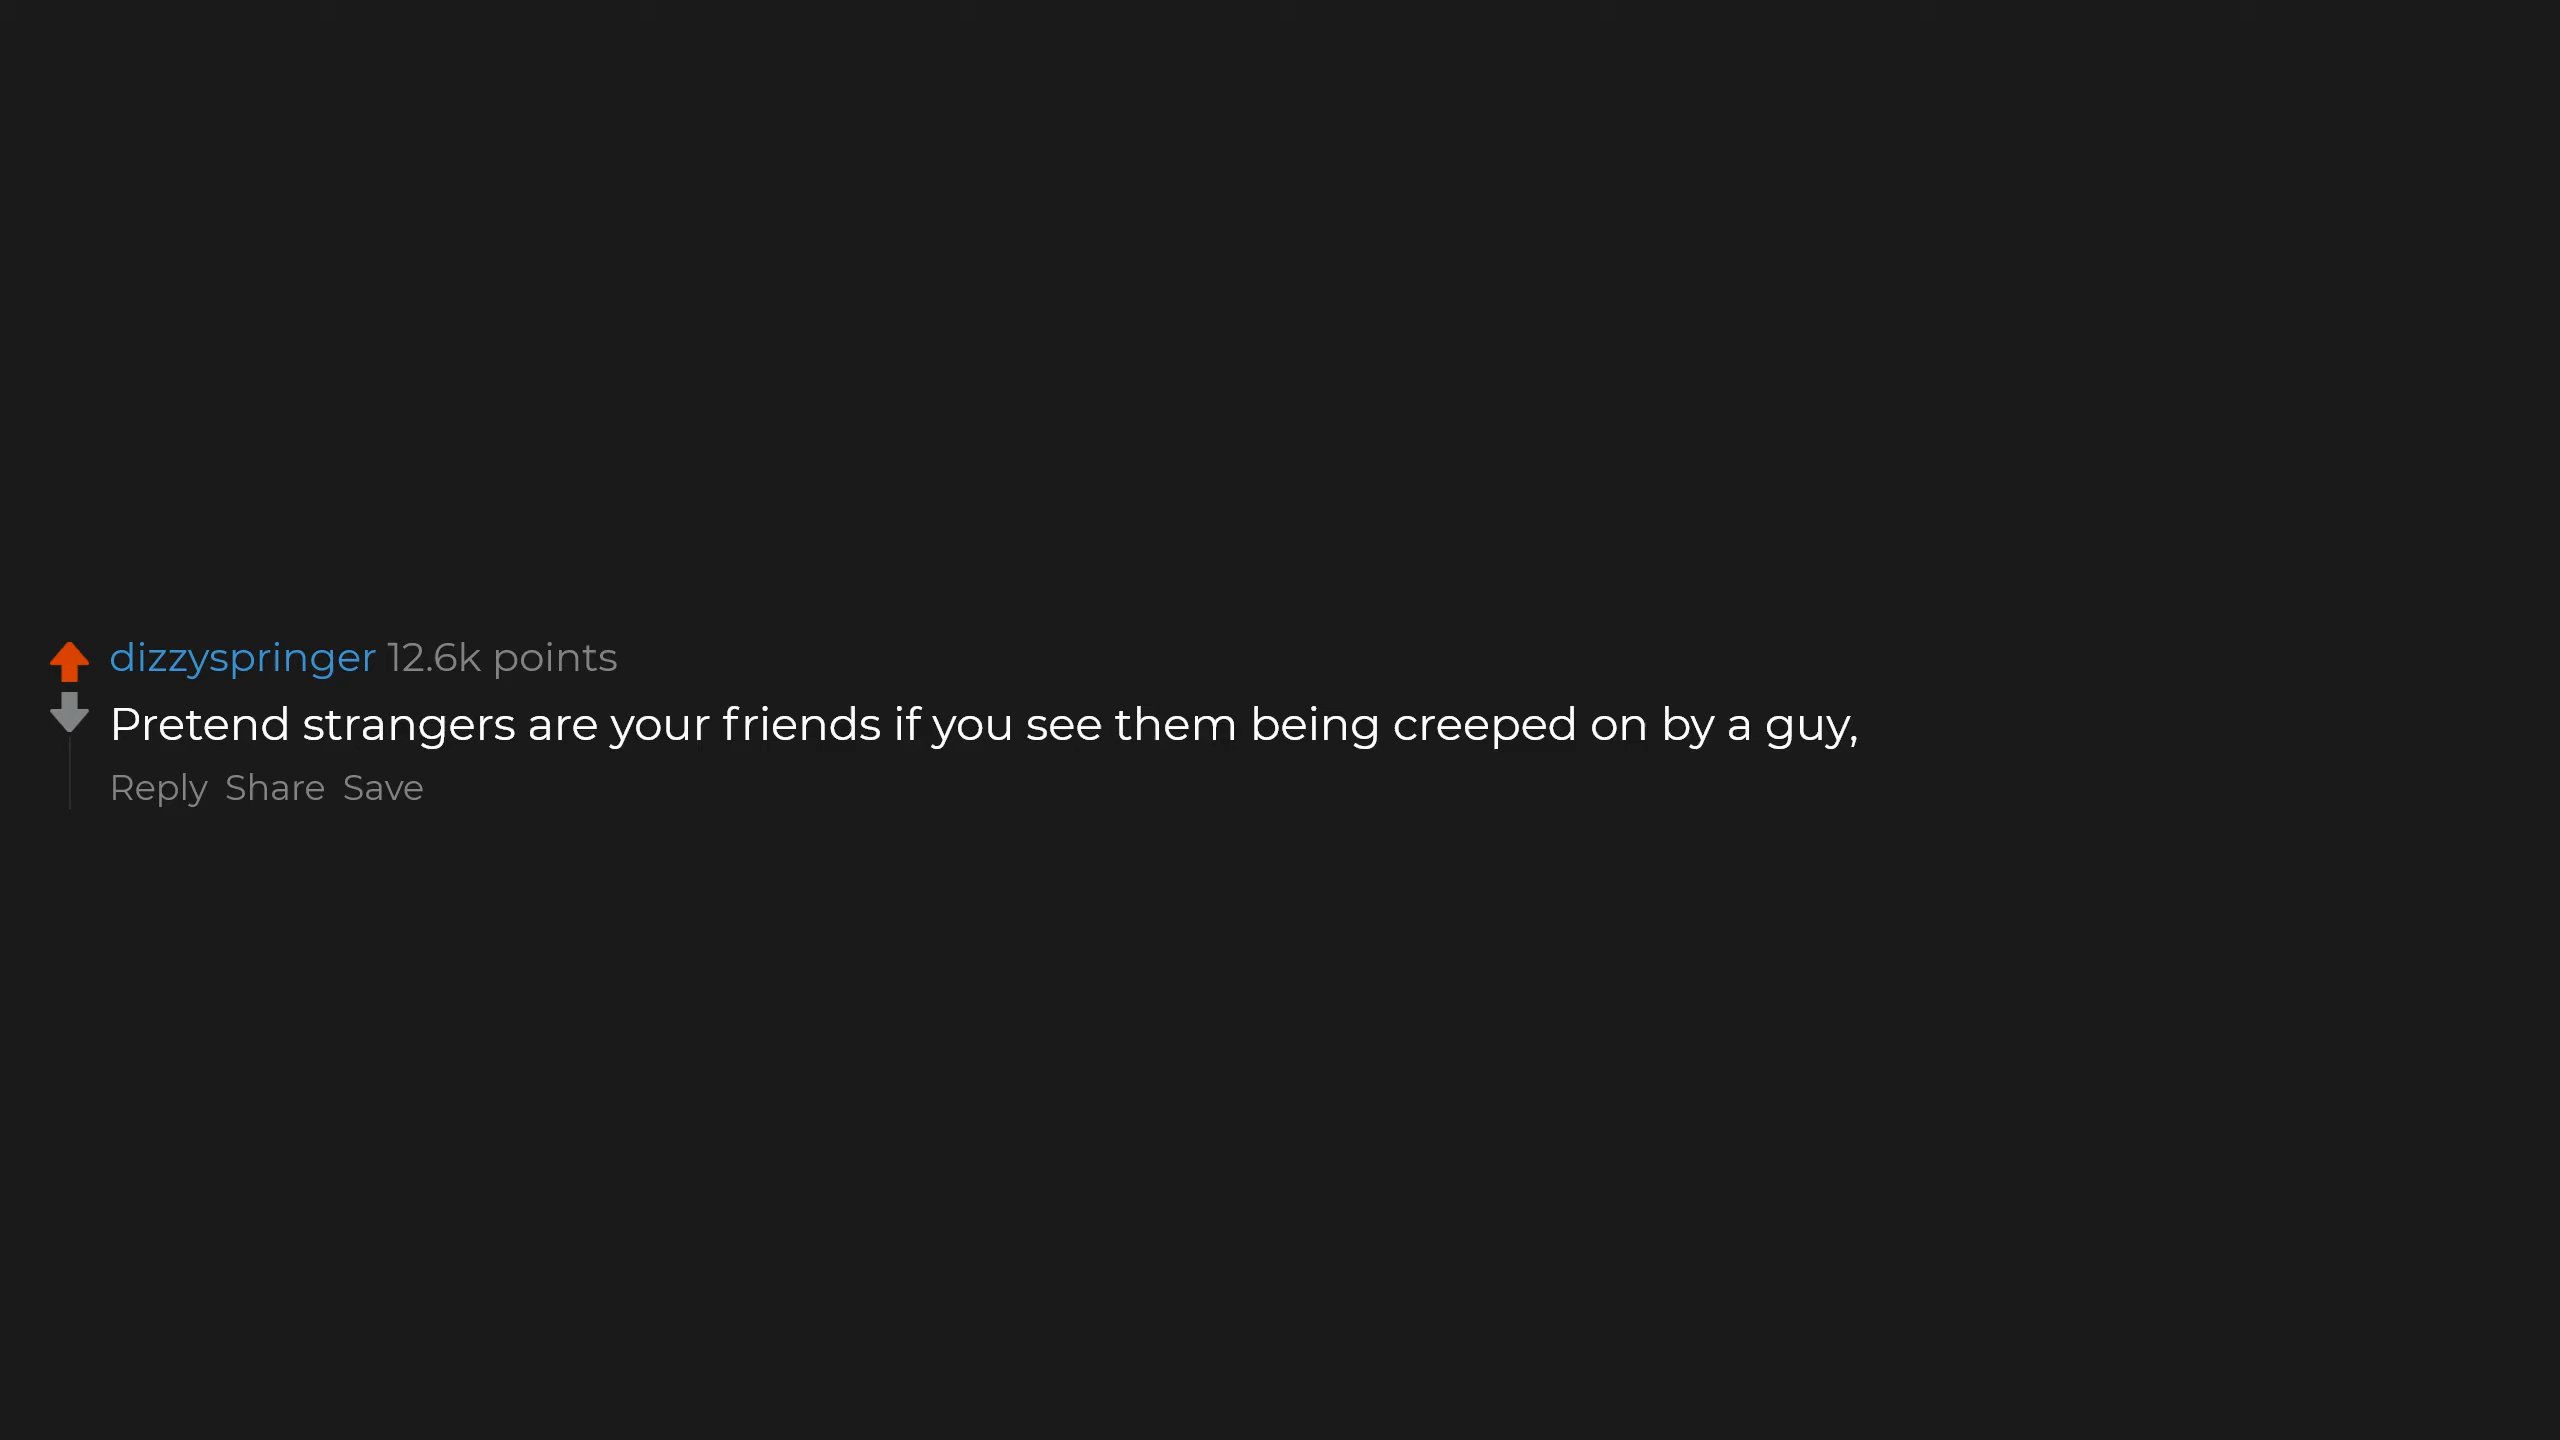 dizzyspringer 12.6k points
Pretend strangers are your friends if you see them being creeped on by a guy,
Reply Share Save